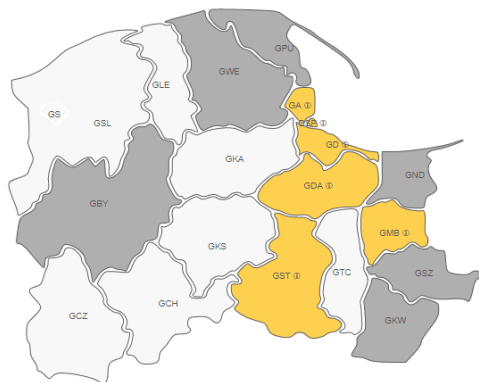 GPU
GWE
GLE
GA ①
GS
GSL
GD ①
GKA
GND
GDA ①
GBY
GMB ①
GKS
GSZ
GST ①
GTC
GCH
GCZ
GKW